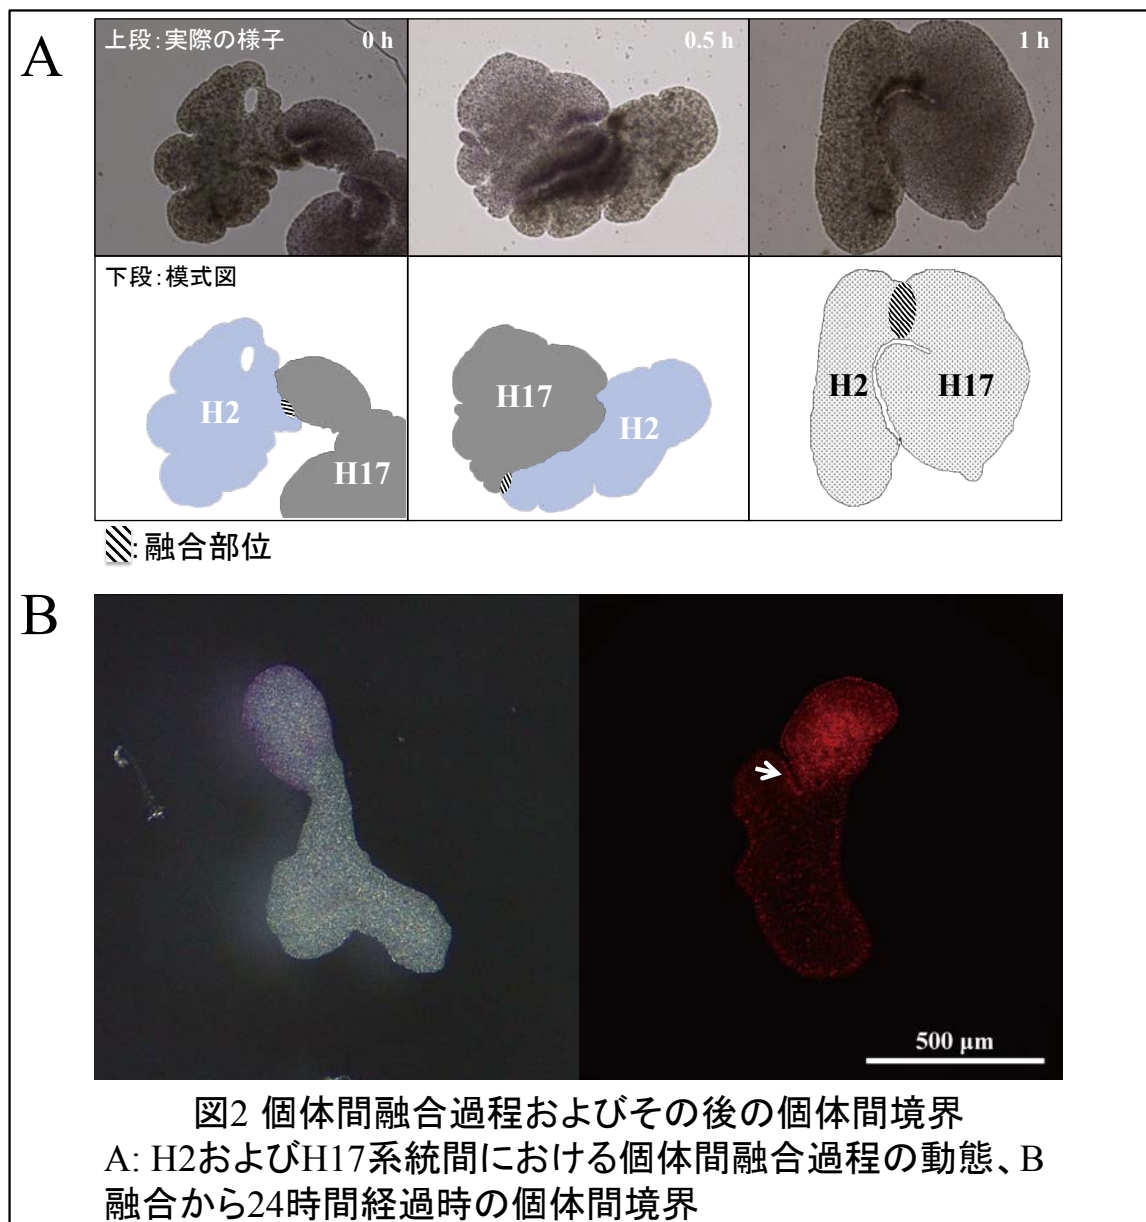 A
上段：実際の様子
0 h
0.5 h
1 h
下段：模式図
H2
H17
H17
H2
H2
H17
：融合部位
B
500 µm
図2 個体間融合過程およびその後の個体間境界
A: H2およびH17系統間における個体間融合過程の動態、B
融合から24時間経過時の個体間境界